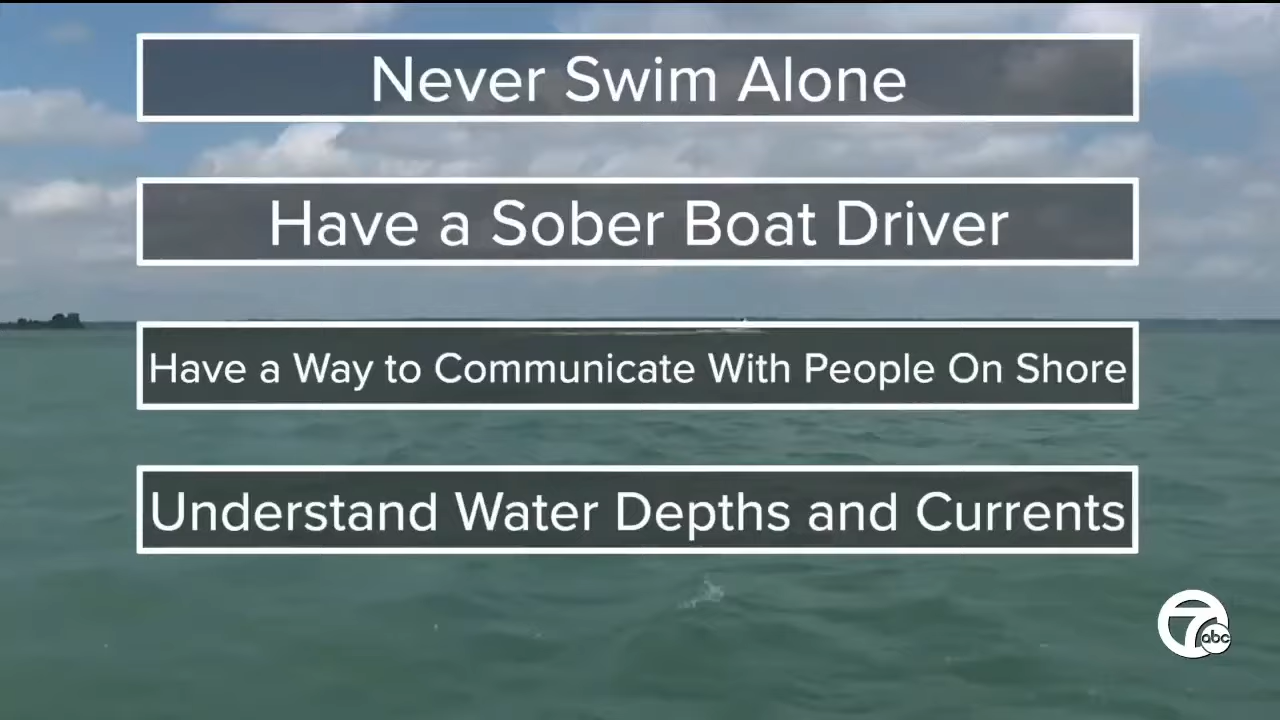 Never Swim Alone
Have a Sober Boat Driver
Have a Way to Communicate With People On Shore
Understand Water Depths and Currents
7 abc